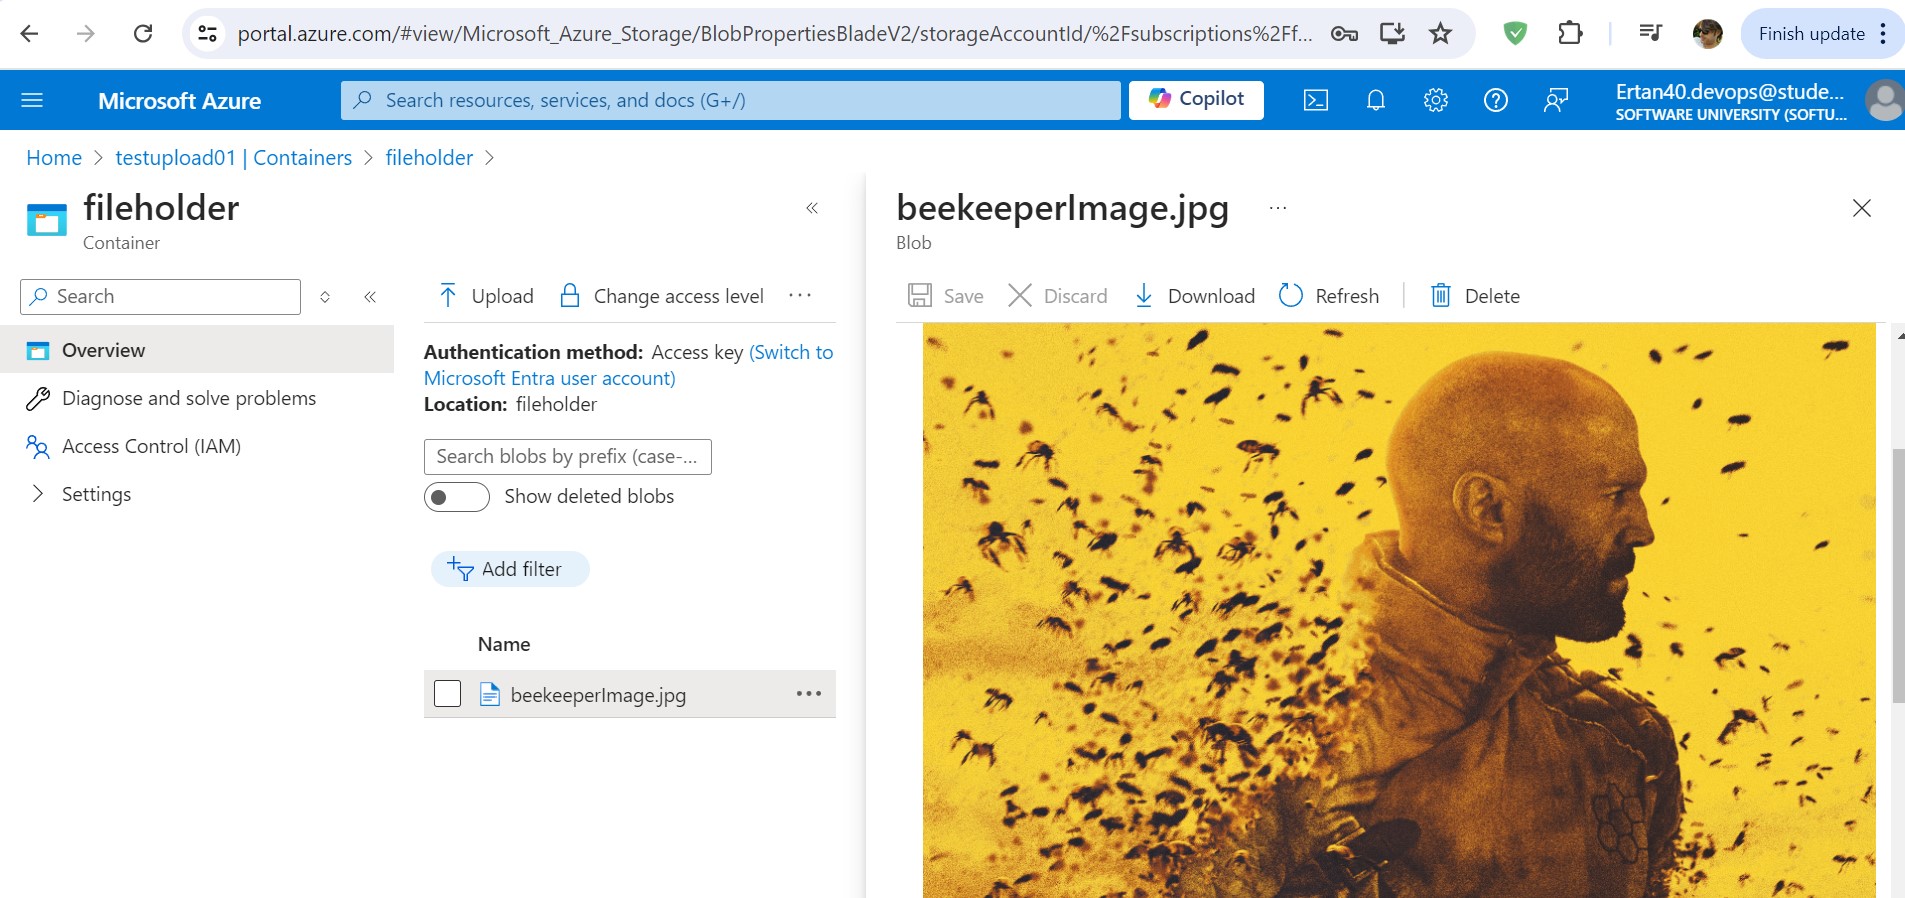 portal.azure.com/#view/Microsoft_Azure_Storage/BlobPropertiesBladeV2/storageAccountId/%2Fsubscriptions%2Ff...
Finish update
Microsoft Azure
Search resources, services, and docs (G+/)
Copilot
Ertan40.devops@stude...
SOFTWARE UNIVERSITY (SOFTU...
Home > testupload01 | Containers > fileholder >
fileholder
Container
Search
Overview
Diagnose and solve problems
Access Control (IAM)
Settings
Upload
Change access level
Authentication method: Access key (Switch to
Microsoft Entra user account)
Location: fileholder
Search blobs by prefix (case-...
Show deleted blobs
Add filter
Name
beekeeperImage.jpg
beekeeperImage.jpg
Blob
Save
Discard
Download
Refresh
Delete